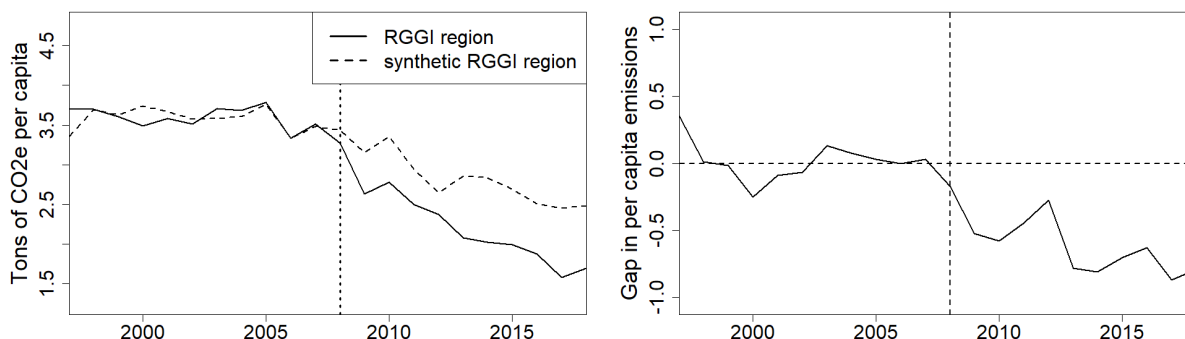 RGGI region
synthetic RGGI region
Tons of CO2e per capita
4.5
3.5
2.5
1.5
2000 2005 2010 2015
Gap in per capita emissions
1.0
0.5
0.0
-0.5
-1.0
2000 2005 2010 2015